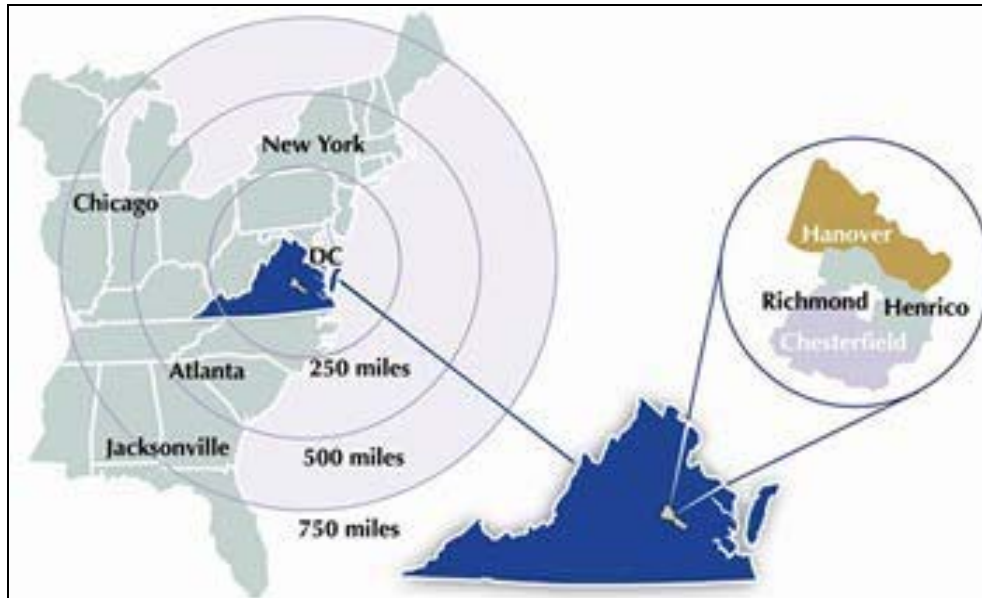 New York
Chicago
DC
Atlanta
250 miles
Jacksonville
500 miles
750 miles
Hanover
Richmond
Henrico
Chesterfield